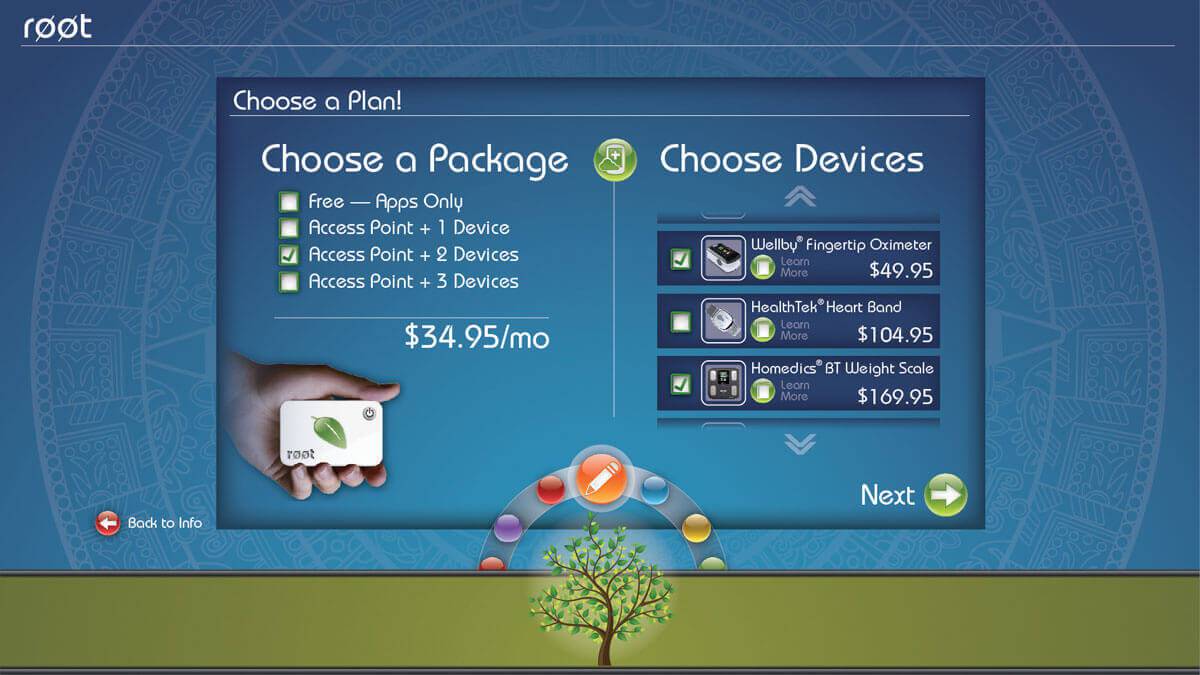 røøt
Choose a Plan!
Choose a Package
Free — Apps Only
Access Point + 1 Device
Access Point + 2 Devices
Access Point + 3 Devices
$34.95/mo
røøt
Choose Devices
Wellby® Fingertip Oximeter
Learn
More
$49.95
HealthTek® Heart Band
Learn
More
$104.95
Homedics® BT Weight Scale
Learn
More
$169.95
Next
Back to Info